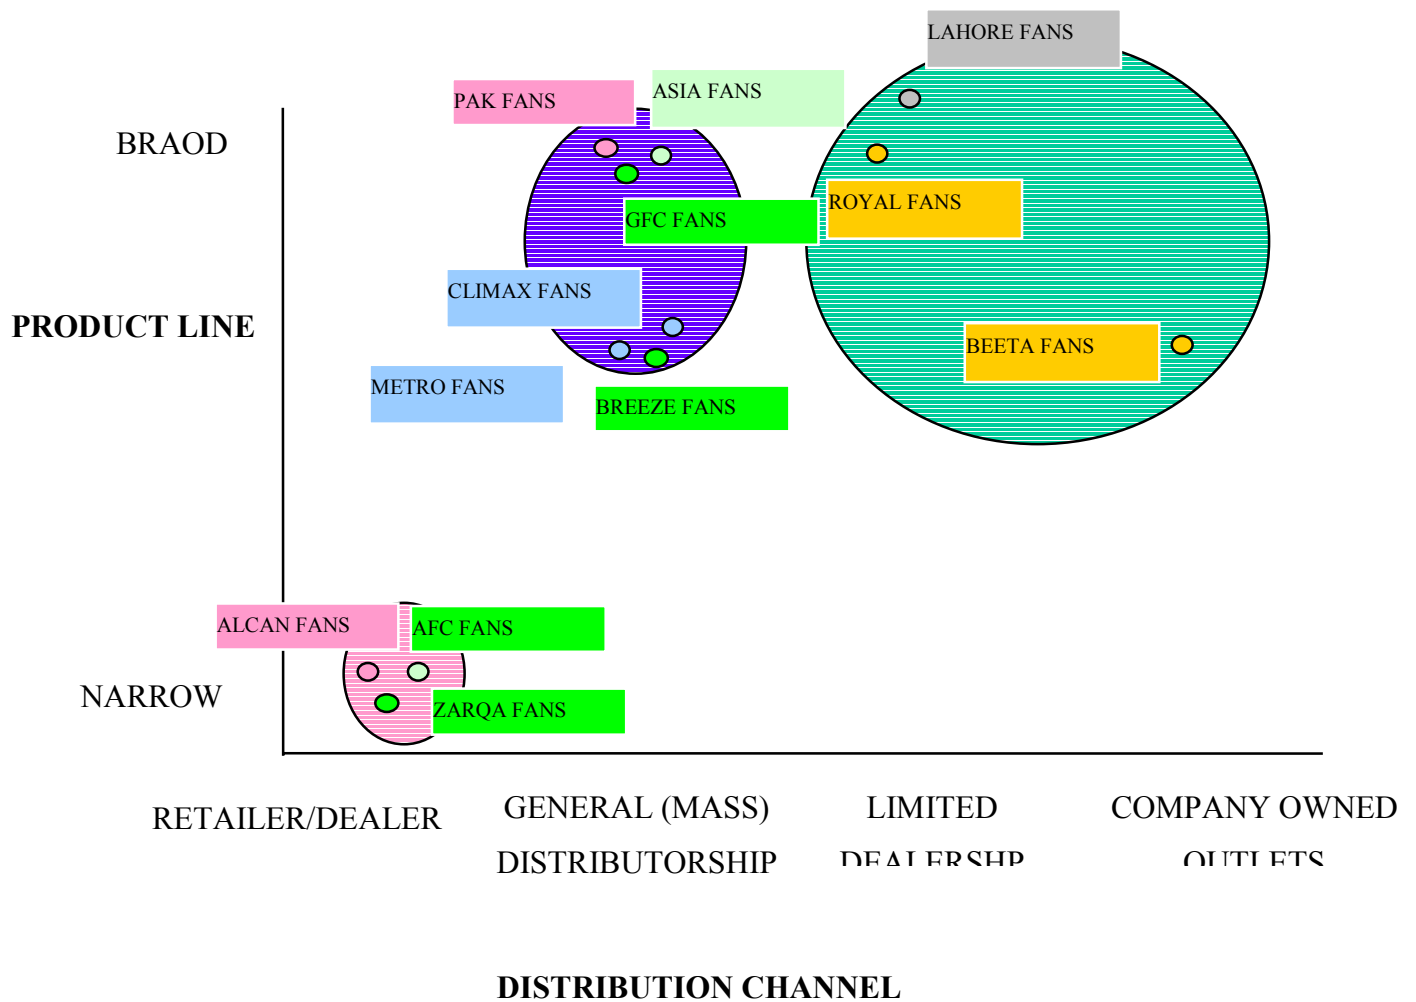 LAHORE FANS
PAK FANS
ASIA FANS
BRAOD
GFC FANS
ROYAL FANS
CLIMAX FANS
PRODUCT LINE
BEETA FANS
METRO FANS
BREEZE FANS
ALCAN FANS
AFC FANS
NARROW
ZARQA FANS
RETAILER/DEALER
GENERAL (MASS)
DISTRIBUTORSHIP
LIMITED
DEALERSHP
COMPANY OWNED
OUTLETS
DISTRIBUTION CHANNEL